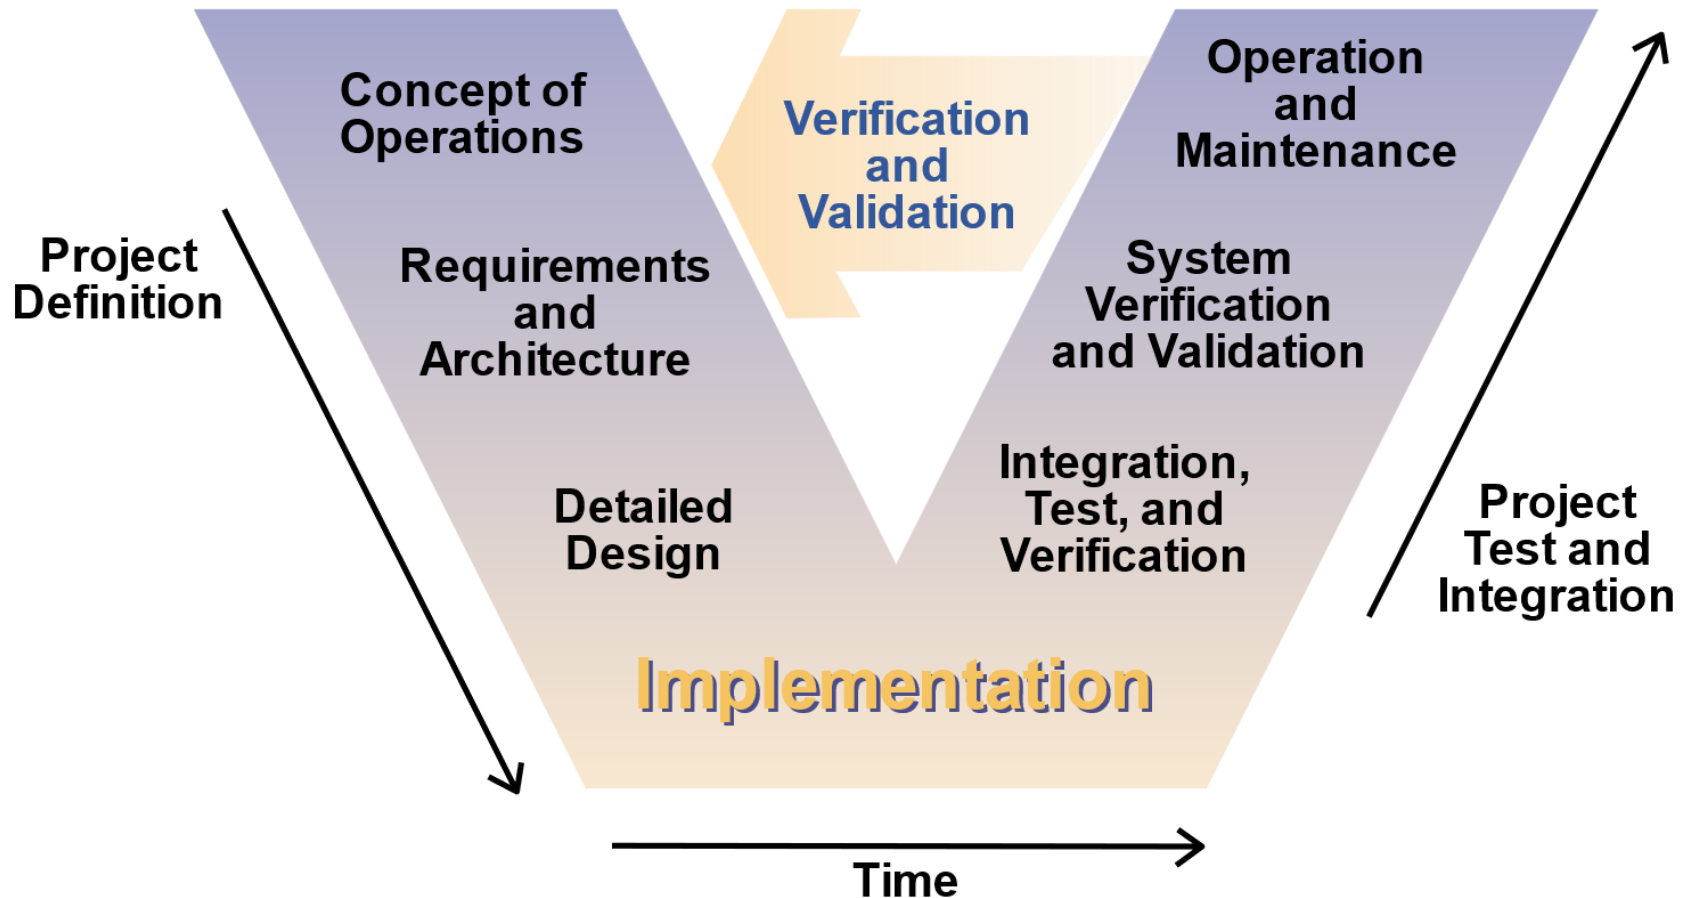 Concept of
Operations
Verification
and
Validation
Operation
and
Maintenance
Project
Definition
Requirements
and
Architecture
System
Verification
and Validation
Detailed
Design
Integration,
Test, and
Verification
Project
Test and
Integration
Implementation
Time